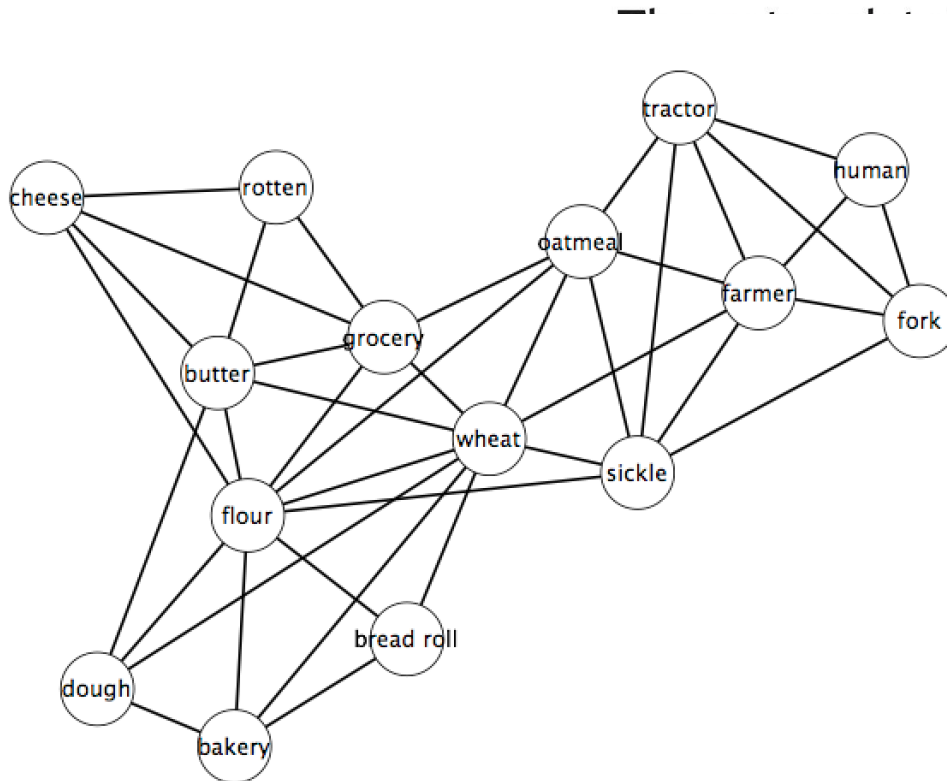 tractor
human
rotten
cheese
oatmeal
farmer
fork
grocery
butter
wheat
sickle
flour
bread roll
dough
bakery